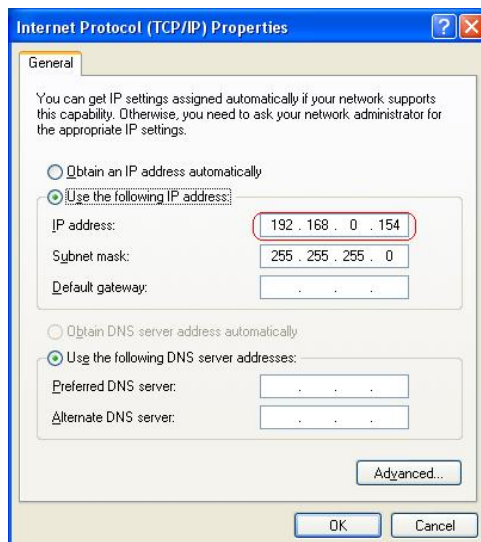 Internet Protocol (TCP/IP) Properties
General
You can get IP settings assigned automatically if your network supports
this capability. Otherwise, you need to ask your network administrator for
the appropriate IP settings.
Obtain an IP address automatically
Use the following IP address:
IP address: 192 . 168 . 0 . 154
Subnet mask: 255 . 255 . 255 . 0
Default gateway: . . .
Obtain DNS server address automatically
Use the following DNS server addresses:
Preferred DNS server: . . .
Alternate DNS server: . . .
Advanced...
OK Cancel